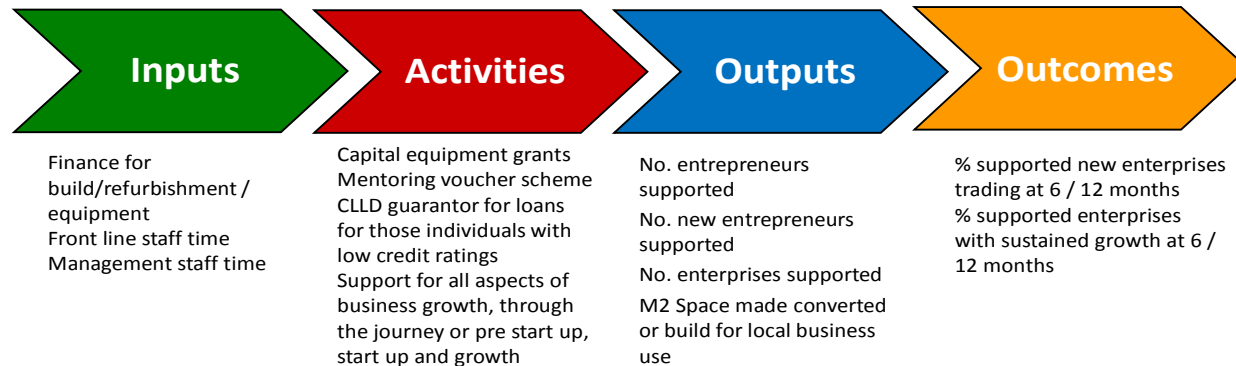 Inputs
Activities
Outputs
Outcomes
Finance for
build/refurbishment /
equipment
Front line staff time
Management staff time
Capital equipment grants
Mentoring voucher scheme
CLLD guarantor for loans
for those individuals with
low credit ratings
Support for all aspects of
business growth, through
the journey or pre start up,
start up and growth
No. entrepreneurs
supported
No. new entrepreneurs
supported
No. enterprises supported
M2 Space made converted
or build for local business
use
% supported new enterprises
trading at 6 / 12 months
% supported enterprises
with sustained growth at 6 /
12 months